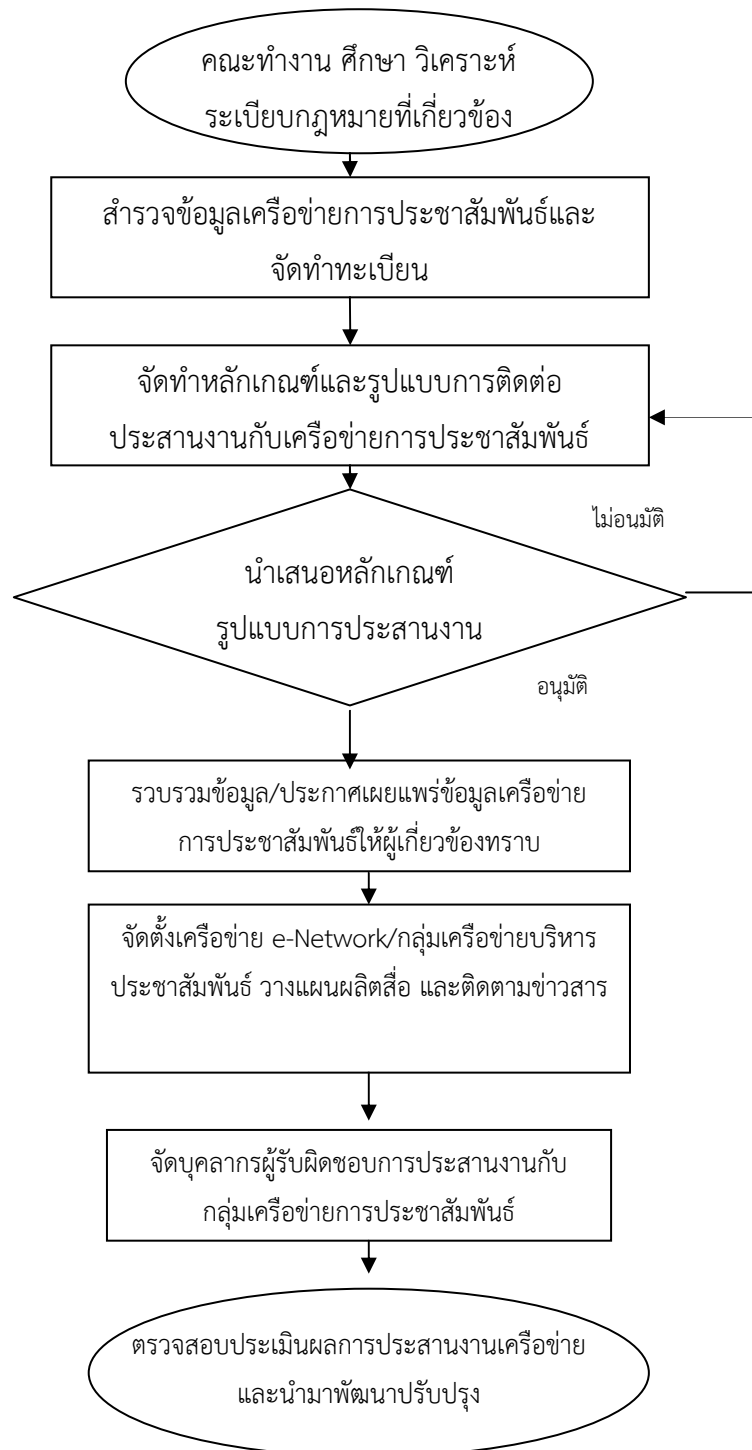 คณะทำงาน ศึกษา วิเคราะห์
ระเบียบกฎหมายที่เกี่ยวข้อง
สำรวจข้อมูลเครือข่ายการประชาสัมพันธ์และ
จัดทำทะเบียน
จัดทำหลักเกณฑ์และรูปแบบการติดต่อ
ประสานงานกับเครือข่ายการประชาสัมพันธ์
ไม่อนมัติ
นำเสนอหลักเกณฑ์
รูปแบบการประสานงาน
อนุมัติ
รวบรวมข้อมูล/ประกาศเผยแพร่ข้อมูลเครือข่าย
การประชาสัมพันธ์ให้ผู้เกี่ยวข้องทราบ
จัดตั้งเครือข่าย e-Network/กลุ่มเครือข่ายบริหาร
ประชาสัมพันธ์ วางแผนผลิตสื่อ และติดตามข่าวสาร
จัดบุคลากรผู้รับผิดชอบการประสานงานกับ
กลุ่มเครือข่ายการประชาสัมพันธ์
ตรวจสอบประเมินผลการประสานงานเครือข่าย
และนำมาพัฒนาปรับปรุง